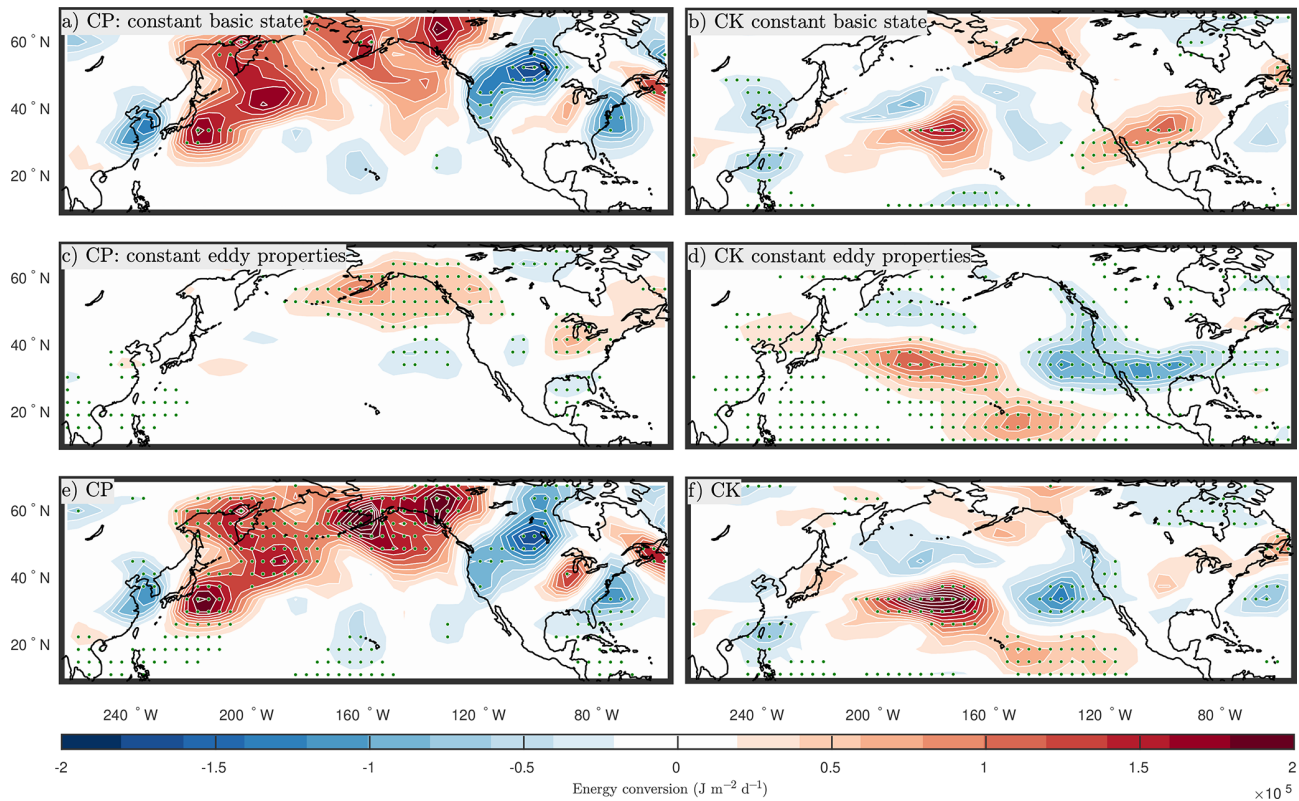 a) CP: constant basic state
b) CK constant basic state
60 ° N
40 ° N
20 ° N
c) CP: constant eddy properties
d) CK constant eddy properties
60 ° N
40 ° N
20 ° N
e) CP
f) CK
60 ° N
40 ° N
20 ° N
240 ° W 200 ° W 160 ° W 120 ° W 80 ° W
240 ° W 200 ° W 160 ° W 120 ° W 80 ° W
-2 -1.5 -1 -0.5 0 0.5 1 1.5 2
Energy conversion (J m⁻² d⁻¹)
×10⁵